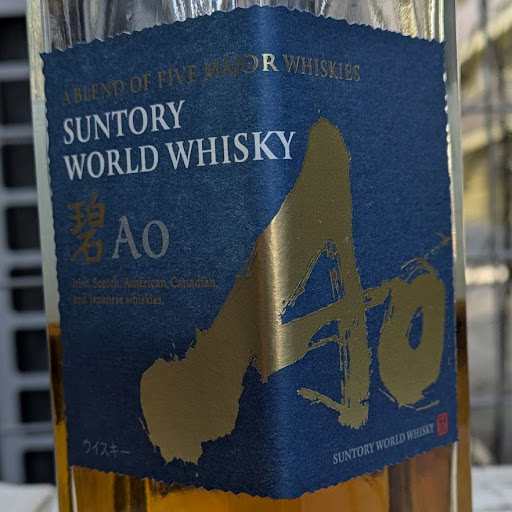 A BLEND OF FIVE MAJOR WHISKIES
SUNTORY
WORLD WHISKY
碧 AO
Irish, Scotch, American, Canadian,
and Japanese whiskies.
Ao
ウイスキー
SUNTORY WORLD WHISKY